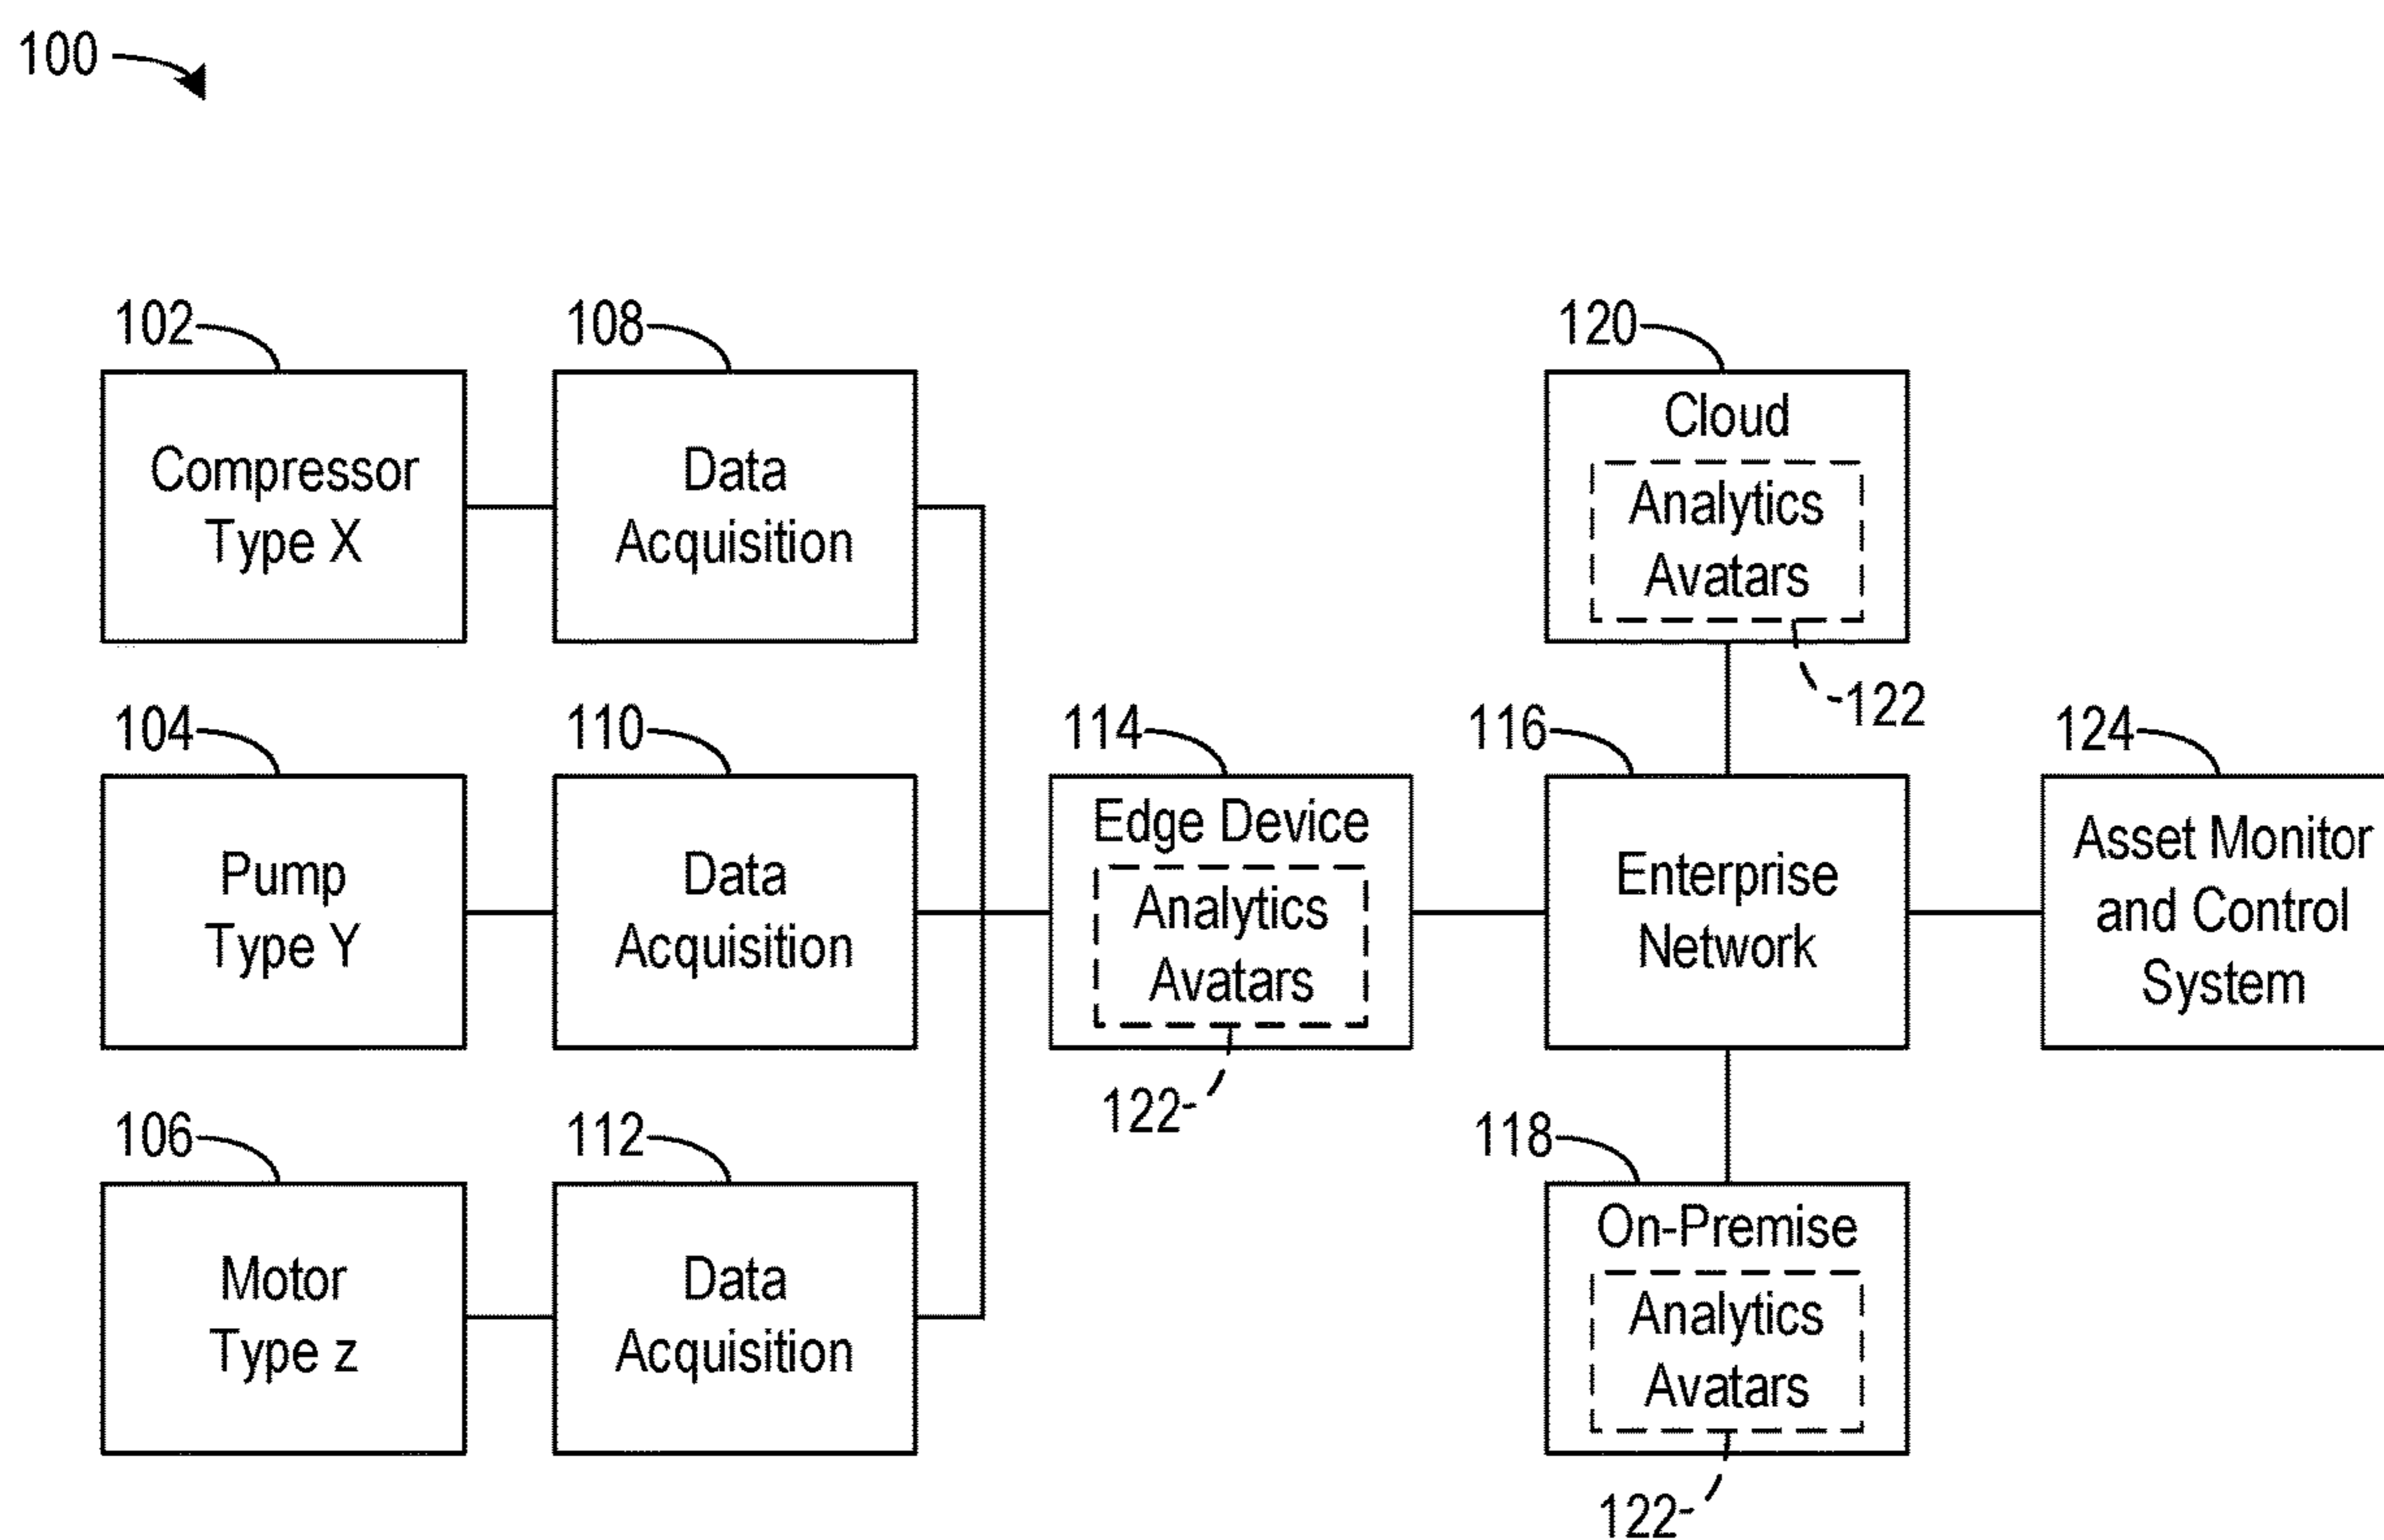 100
102
108
120
Compressor
Type X
Data
Acquisition
Cloud
Analytics
Avatars
122
104
110
114
116
124
Pump
Type Y
Data
Acquisition
Edge Device
Analytics
Avatars
122
Enterprise
Network
Asset Monitor
and Control
System
106
112
118
Motor
Type z
Data
Acquisition
On-Premise
Analytics
Avatars
122